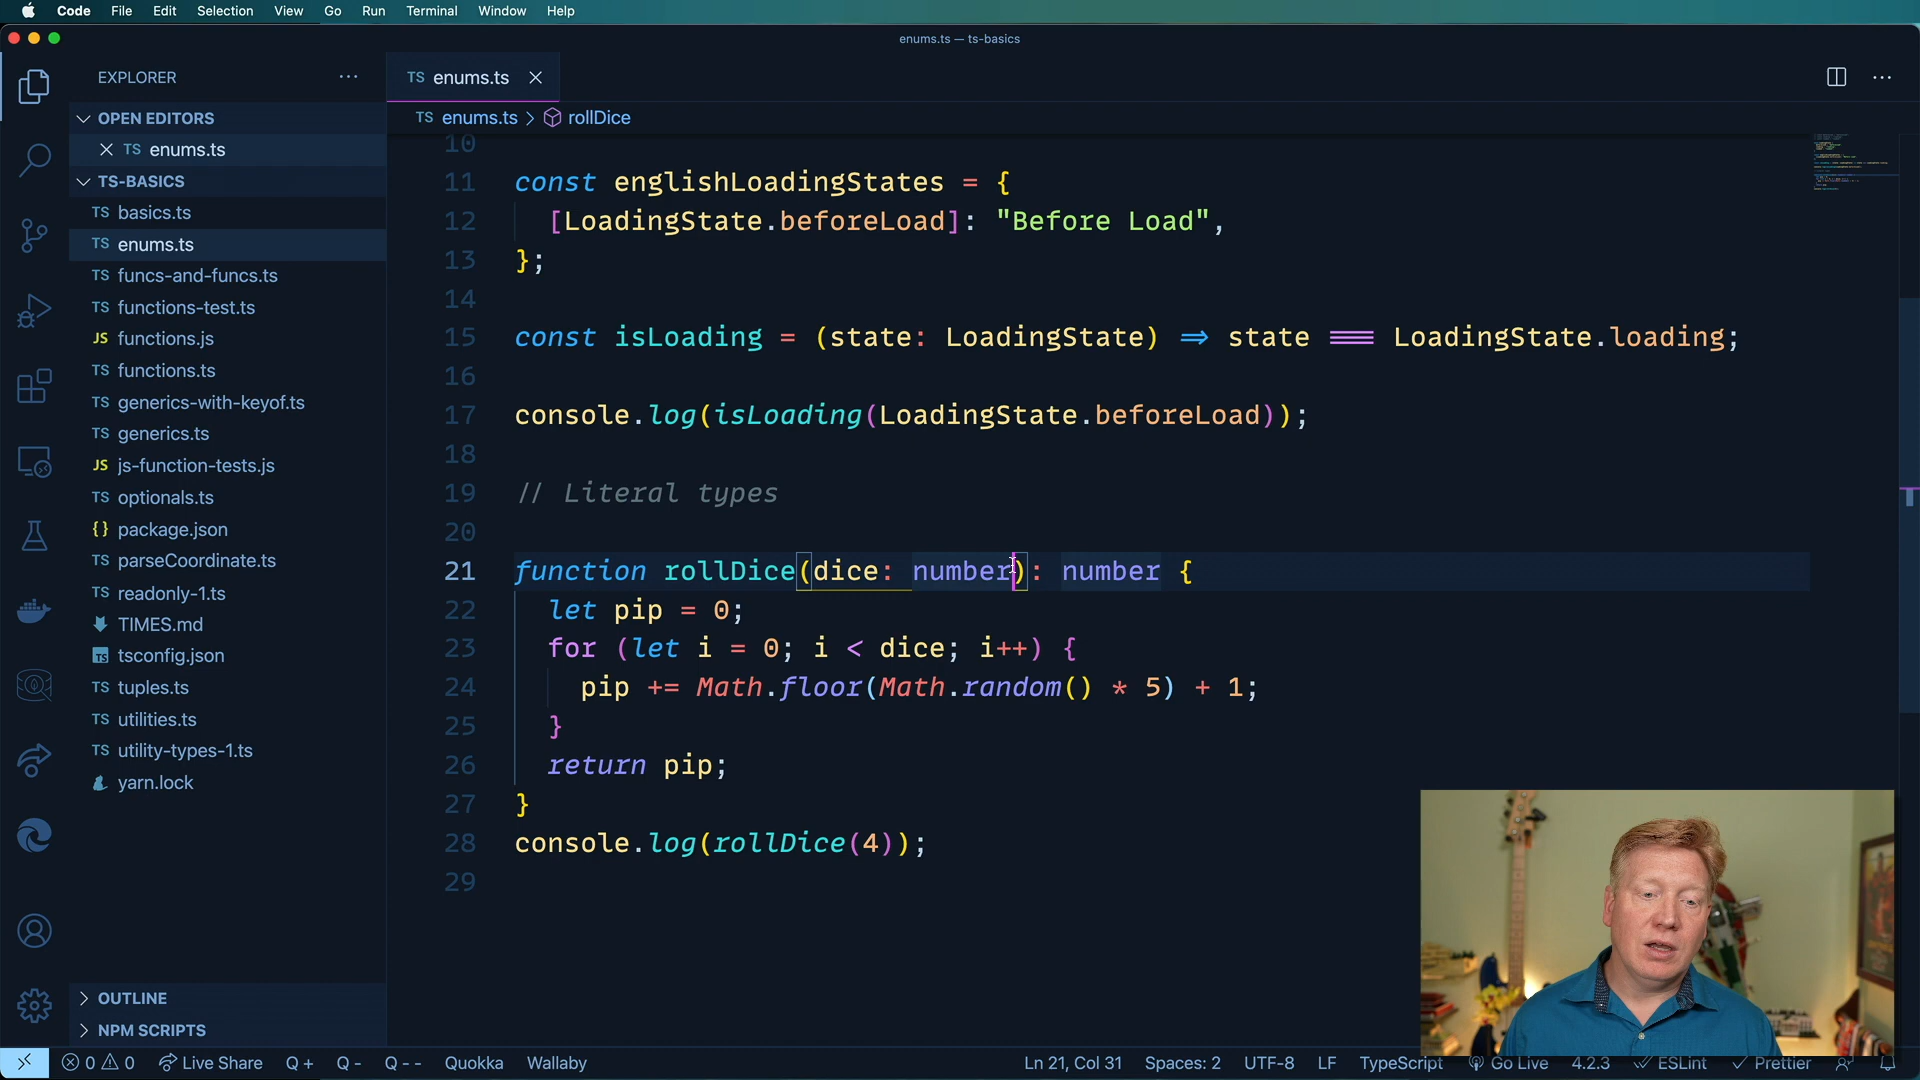 Code File Edit Selection View Go Run Terminal Window Help
enums.ts — ts-basics
EXPLORER
TS enums.ts
OPEN EDITORS
TS enums.ts > rollDice
TS enums.ts
TS-BASICS
TS basics.ts
TS enums.ts
TS funcs-and-funcs.ts
TS functions-test.ts
JS functions.js
TS functions.ts
TS generics-with-keyof.ts
TS generics.ts
JS js-function-tests.js
TS optionals.ts
{} package.json
TS parseCoordinate.ts
TS readonly-1.ts
TIMES.md
TS tsconfig.json
TS tuples.ts
TS utilities.ts
TS utility-types-1.ts
yarn.lock
OUTLINE
NPM SCRIPTS
10
11 const englishLoadingStates = {
12 [LoadingState.beforeLoad]: "Before Load",
13 };
14
15 const isLoading = (state: LoadingState) => state === LoadingState.loading;
16
17 console.log(isLoading(LoadingState.beforeLoad));
18
19 // Literal types
20
21 function rollDice(dice: number): number {
22 let pip = 0;
23 for (let i = 0; i < dice; i++) {
24 pip += Math.floor(Math.random() * 5) + 1;
25 }
26 return pip;
27 }
28 console.log(rollDice(4));
29
0 0 Live Share Q + Q - Q - - Quokka Wallaby Ln 21, Col 31 Spaces: 2 UTF-8 LF TypeScript Go Live 4.2.3 ESLint Prettier